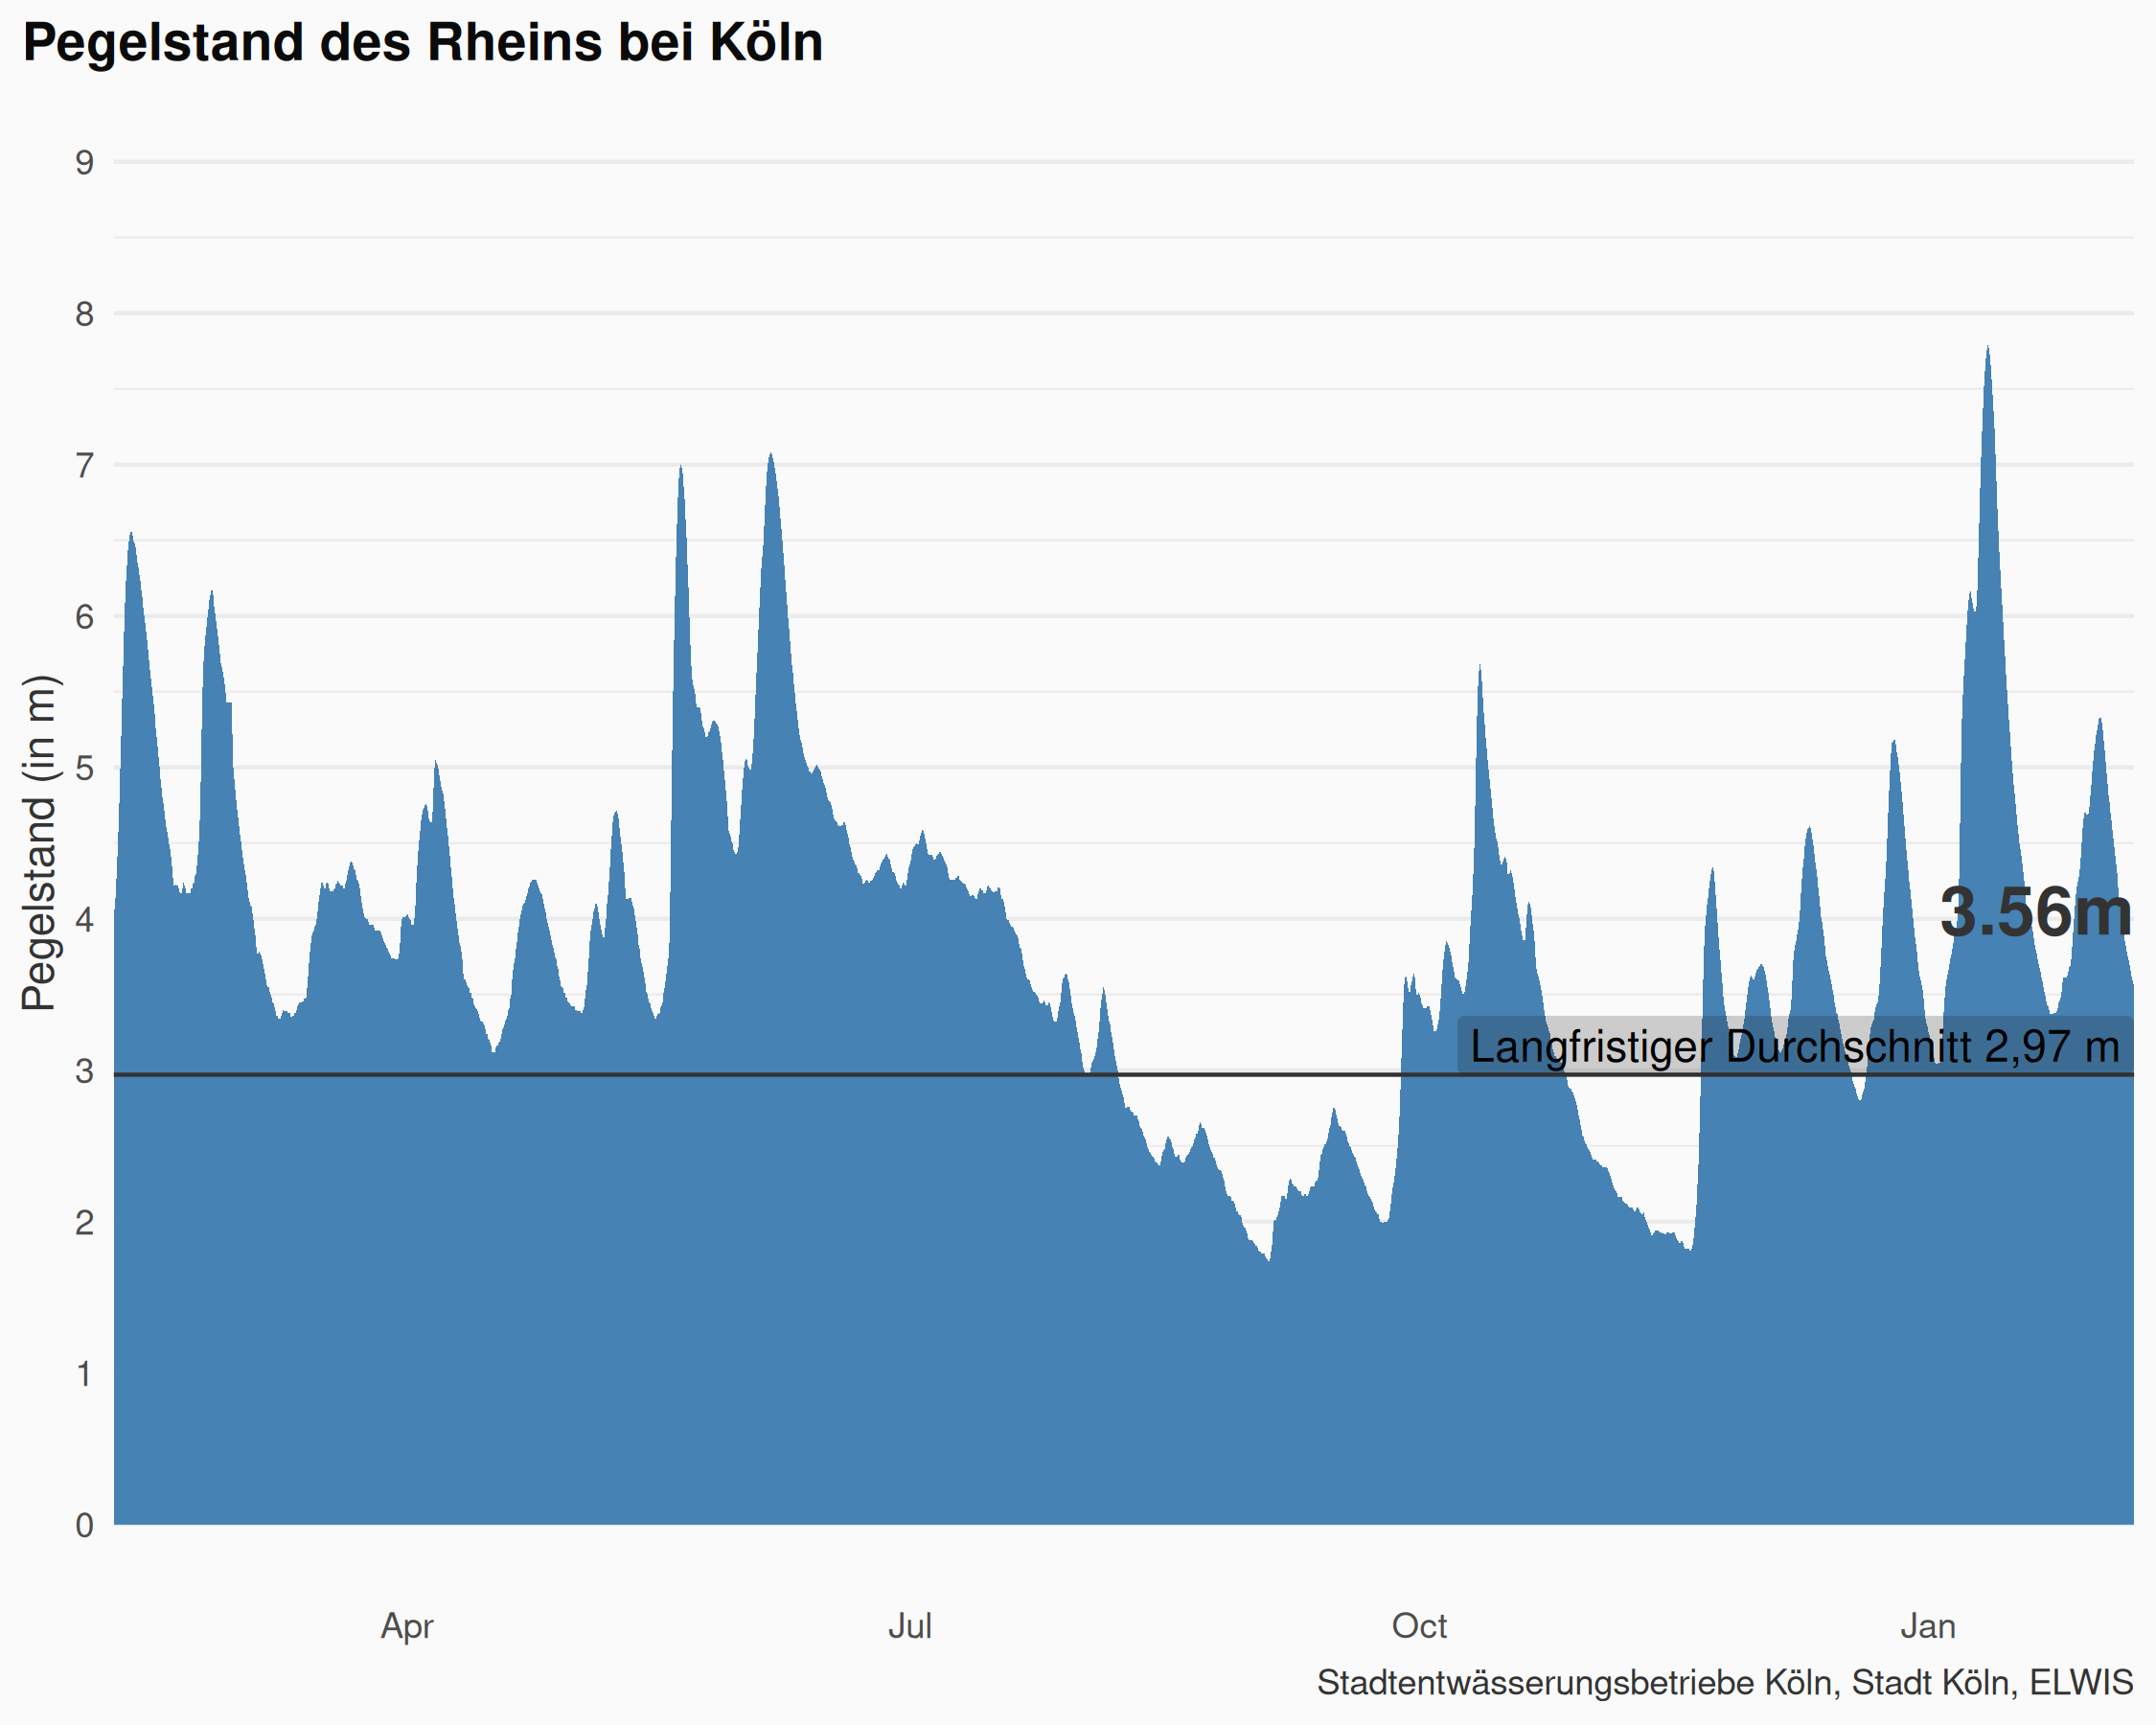 Pegelstand des Rheins bei Köln
Pegelstand (in m)
9
8
7
6
5
4
3
2
1
0
3.56m
Langfristiger Durchschnitt 2,97 m
Apr Jul Oct Jan
Stadtentwässerungsbetriebe Köln, Stadt Köln, ELWIS